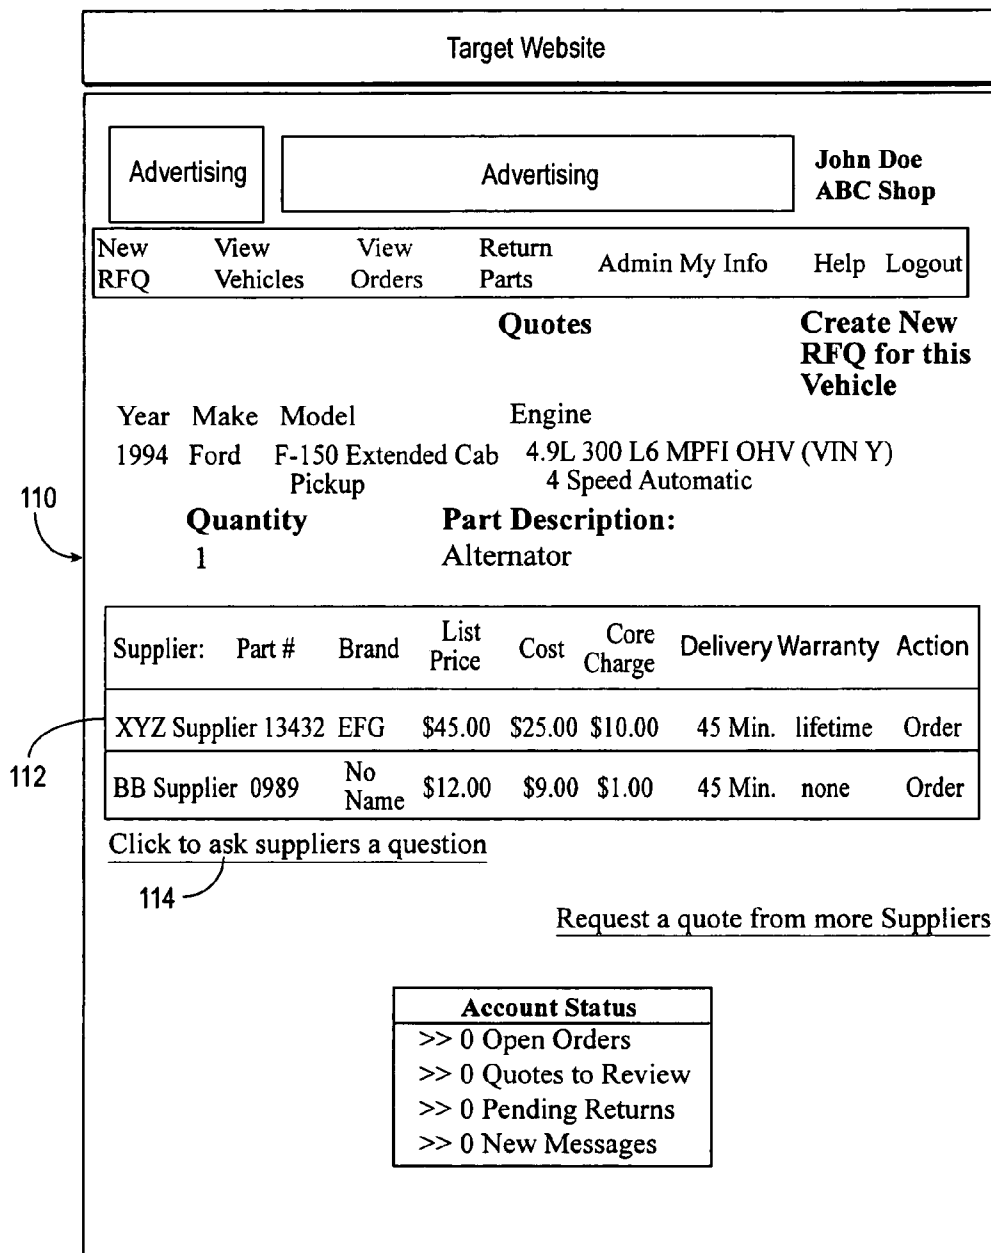 Target Website
Advertising
Advertising
John Doe
ABC Shop
New RFQ
View Vehicles
View Orders
Return Parts
Admin My Info
Help
Logout
Quotes
Create New
RFQ for this
Vehicle
Year Make Model Engine
1994 Ford F-150 Extended Cab 4.9L 300 L6 MPFI OHV (VIN Y)
Pickup 4 Speed Automatic
110
Quantity Part Description:
1 Alternator
Supplier: Part # Brand List Price Cost Core Charge Delivery Warranty Action
XYZ Supplier 13432 EFG $45.00 $25.00 $10.00 45 Min. lifetime Order
112
BB Supplier 0989 No Name $12.00 $9.00 $1.00 45 Min. none Order
Click to ask suppliers a question
114
Request a quote from more Suppliers
Account Status
>> 0 Open Orders
>> 0 Quotes to Review
>> 0 Pending Returns
>> 0 New Messages